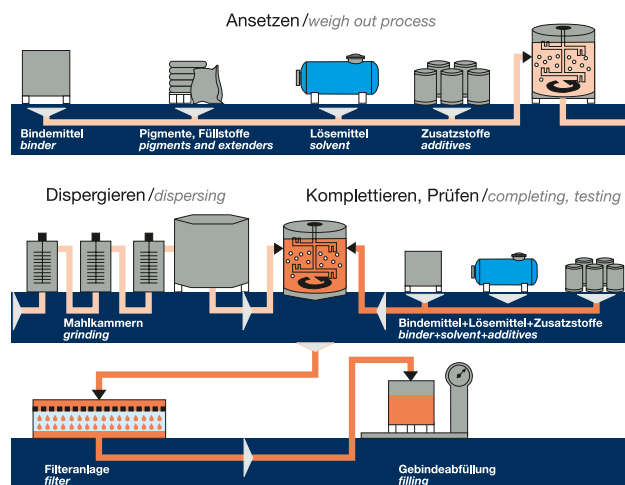 Ansetzen/weigh out process
Bindemittel
binder
Pigmente, Füllstoffe
pigments and extenders
Lösemittel
solvent
Zusatzstoffe
additives
Dispergieren/dispersing
Komplettieren, Prüfen/completing, testing
Mahlkammern
grinding
Bindemittel+Lösemittel+Zusatzstoffe
binder+solvent+additives
Filteranlage
filter
Gebindeabfüllung
filling